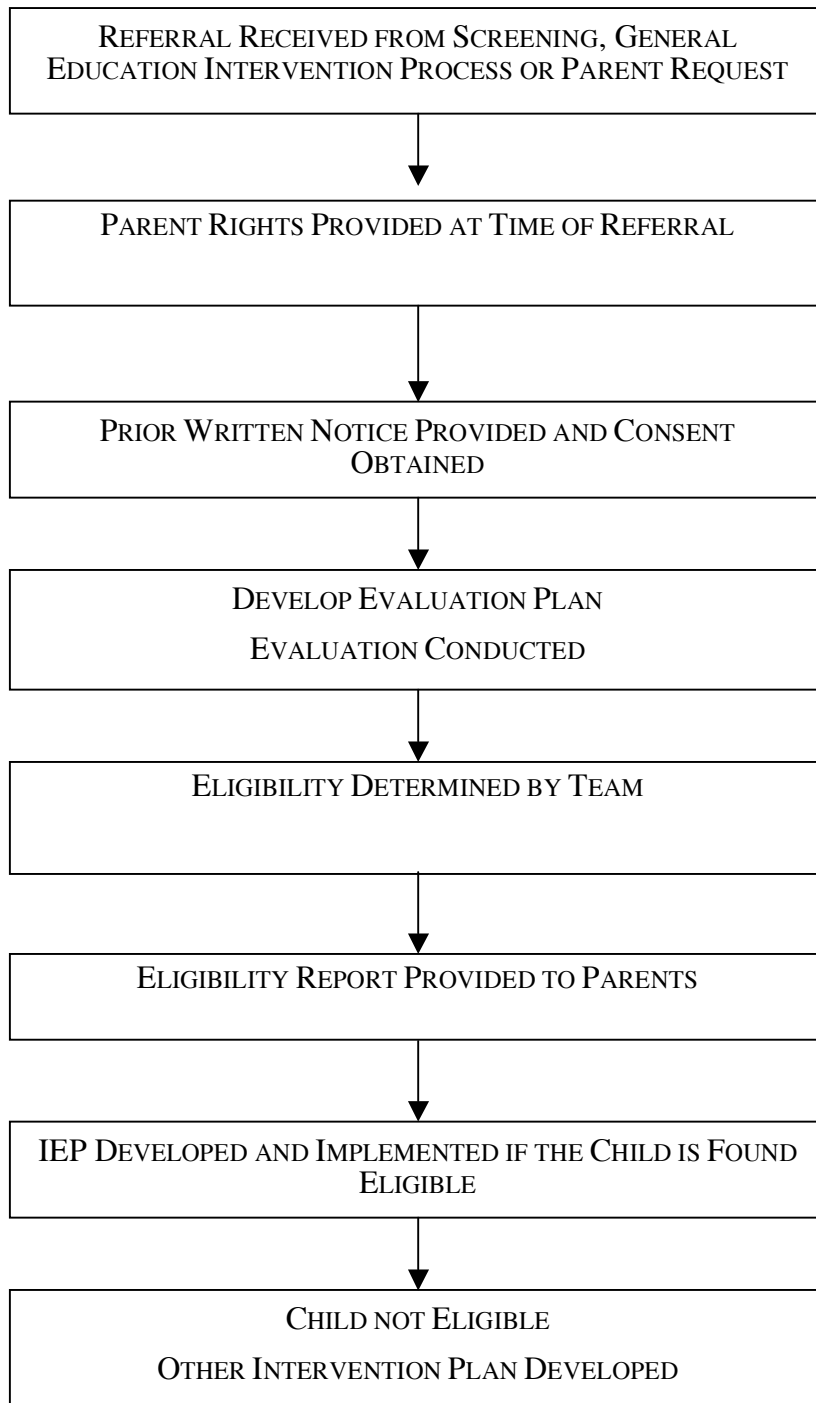 Referral Received from Screening, General
Education Intervention Process or Parent Request
Parent Rights Provided at Time of Referral
Prior Written Notice Provided and Consent
Obtained
Develop Evaluation Plan
Evaluation Conducted
Eligibility Determined by Team
Eligibility Report Provided to Parents
IEP Developed and Implemented if the Child is Found
Eligible
Child not Eligible
Other Intervention Plan Developed